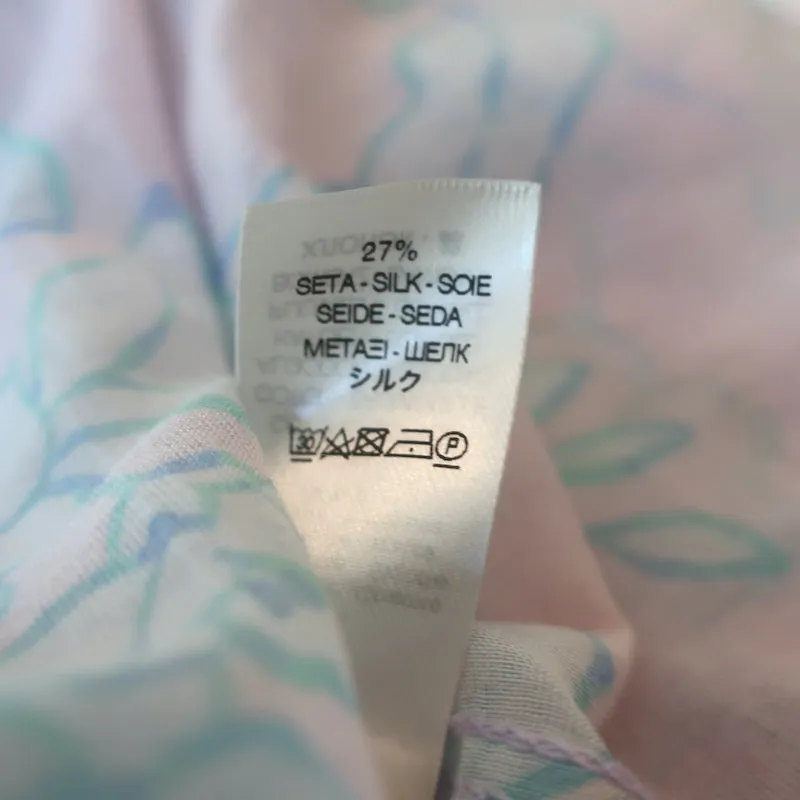 27%
SETA - SILK - SOIE
SEIDE - SEDA
ΜΕΤΑΞΙ - ШЕЛК
シルク
30 P